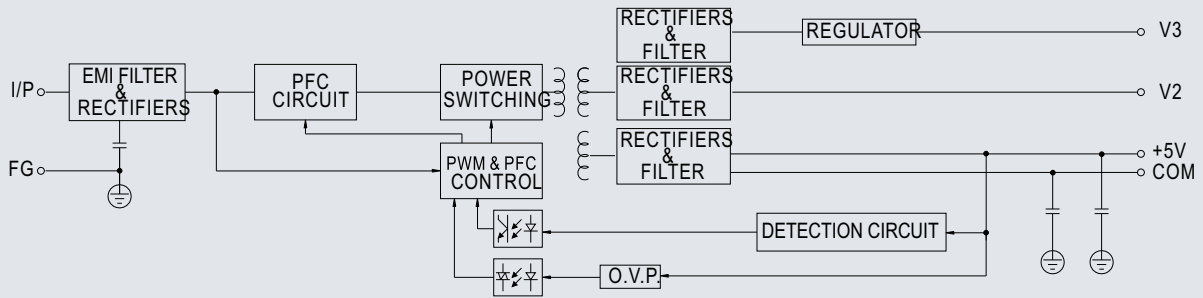 RECTIFIERS
&
FILTER
REGULATOR
V3
I/P
EMI FILTER
&
RECTIFIERS
PFC
CIRCUIT
POWER
SWITCHING
RECTIFIERS
&
FILTER
V2
FG
PWM & PFC
CONTROL
RECTIFIERS
&
FILTER
+5V
COM
DETECTION CIRCUIT
O.V.P.